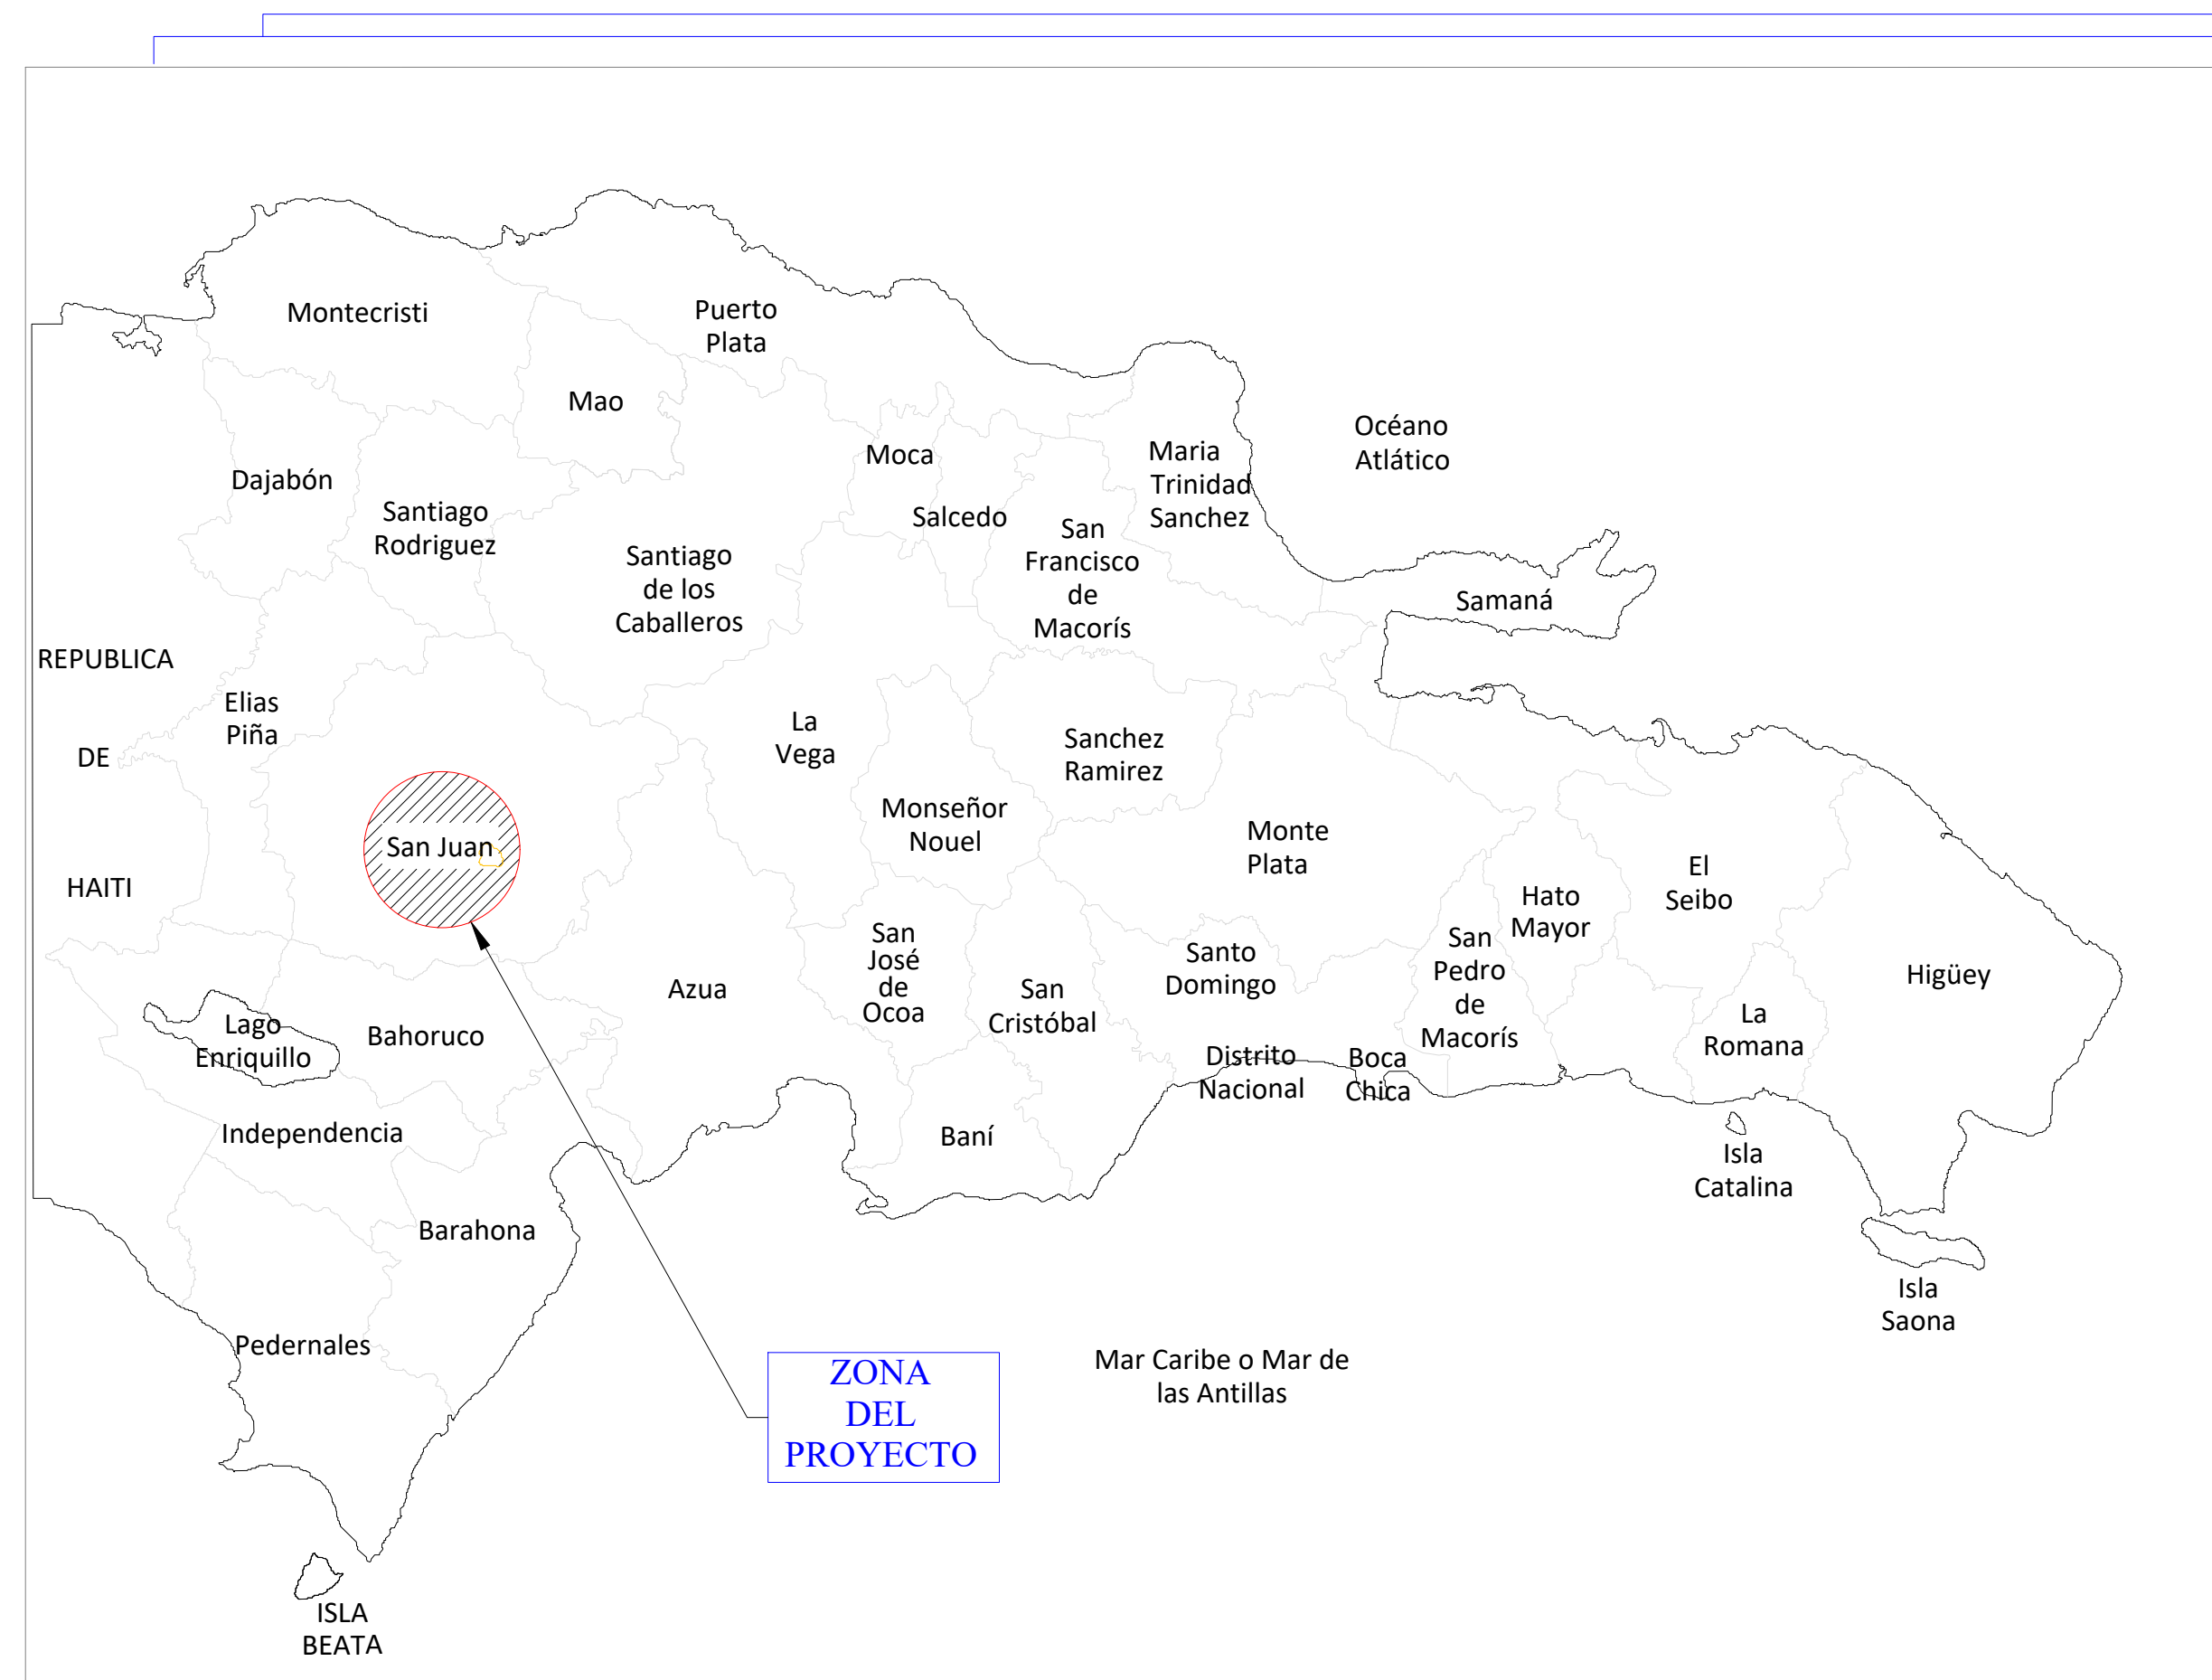 Montecristi
Puerto
Plata
Mao
Océano
Atlático
Moca
Maria
Trinidad
Sanchez
Dajabón
Santiago
Rodriguez
Salcedo
San
Francisco
de
Macorís
Santiago
de los
Caballeros
Samaná
REPUBLICA
DE
HAITI
Elias
Piña
La
Vega
Sanchez
Ramirez
Monseñor
Nouel
Monte
Plata
San Juan
El
Seibo
Hato
Mayor
San
José
de
Ocoa
San
Pedro
de
Macorís
Santo
Domingo
Higüey
Azua
San
Cristóbal
La
Romana
Lago
Enriquillo
Bahoruco
Distrito
Nacional
Boca
Chica
Independencia
Baní
Isla
Catalina
Barahona
Isla
Saona
Pedernales
Mar Caribe o Mar de
las Antillas
ZONA
DEL
PROYECTO
ISLA
BEATA